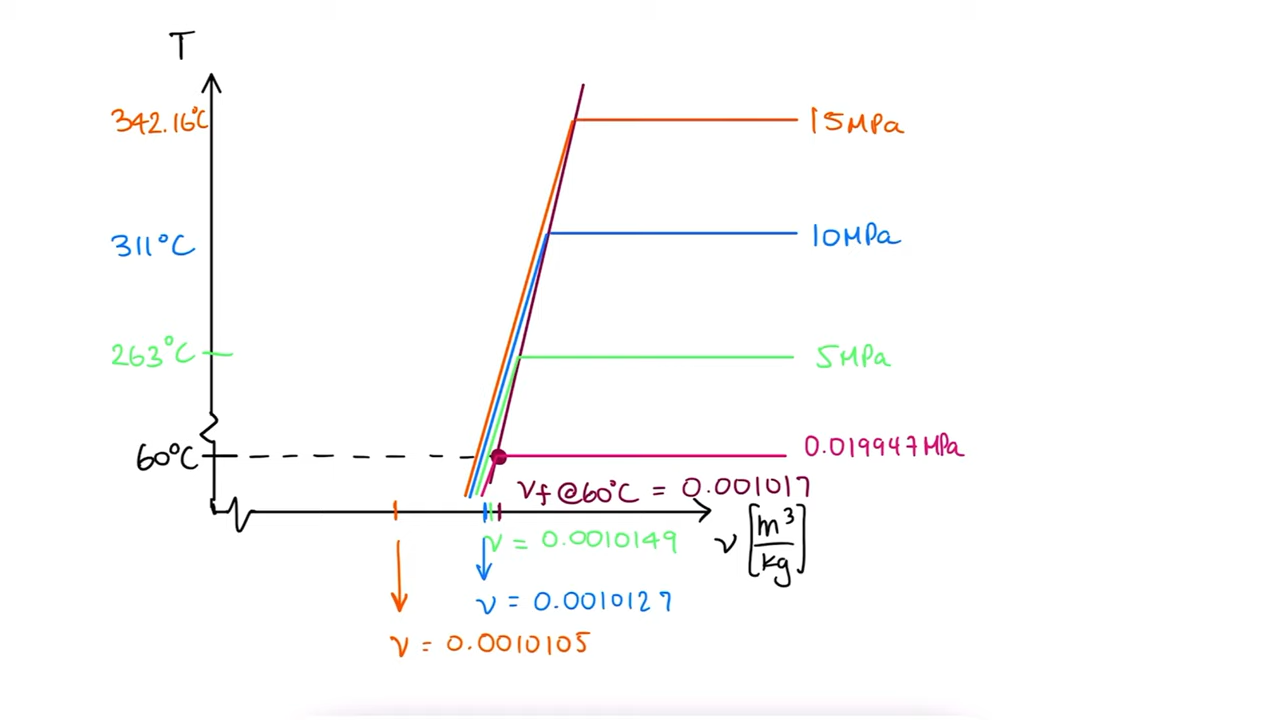 T
342.16°C
15MPa
311°C
10MPa
263°C
5MPa
60°C
0.019947MPa
νf @60°C = 0.001017
ν [m³/kg]
ν = 0.0010149
ν = 0.0010127
ν = 0.0010105